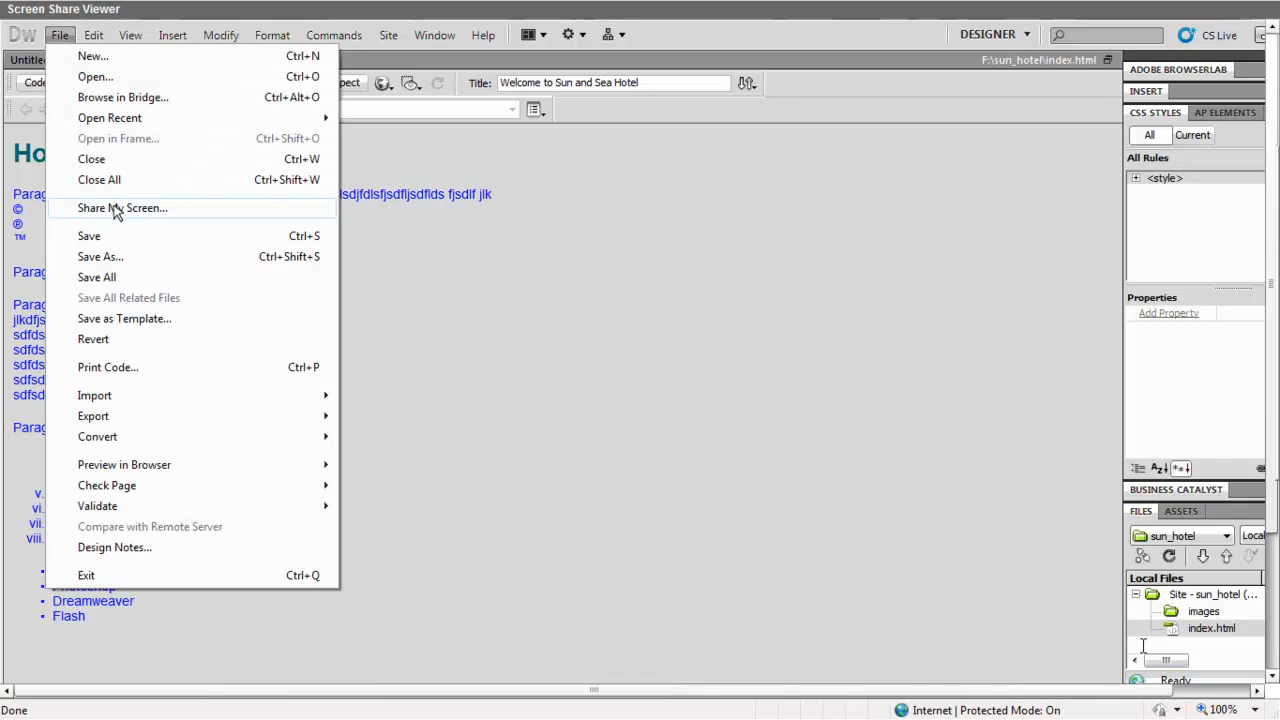 Screen Share Viewer
Dw File Edit View Insert Modify Format Commands Site Window Help DESIGNER CS Live
F:\sun_hotel\index.html
Title: Welcome to Sun and Sea Hotel
New... Ctrl+N
Open... Ctrl+O
Browse in Bridge... Ctrl+Alt+O
Open Recent
Open in Frame... Ctrl+Shift+O
Close Ctrl+W
Close All Ctrl+Shift+W
Share My Screen...
Save Ctrl+S
Save As... Ctrl+Shift+S
Save All
Save All Related Files
Save as Template...
Revert
Print Code... Ctrl+P
Import
Export
Convert
Preview in Browser
Check Page
Validate
Compare with Remote Server
Design Notes...
Exit Ctrl+Q
©
®
™
v.
vi.
vii.
viii.
Dreamweaver
Flash
ADOBE BROWSERLAB
INSERT
CSS STYLES AP ELEMENTS
All Current
All Rules
<style>
Properties
Add Property
BUSINESS CATALYST
FILES ASSETS
sun_hotel
Local Files
Site - sun_hotel (...
images
index.html
Ready
Done Internet | Protected Mode: On 100%